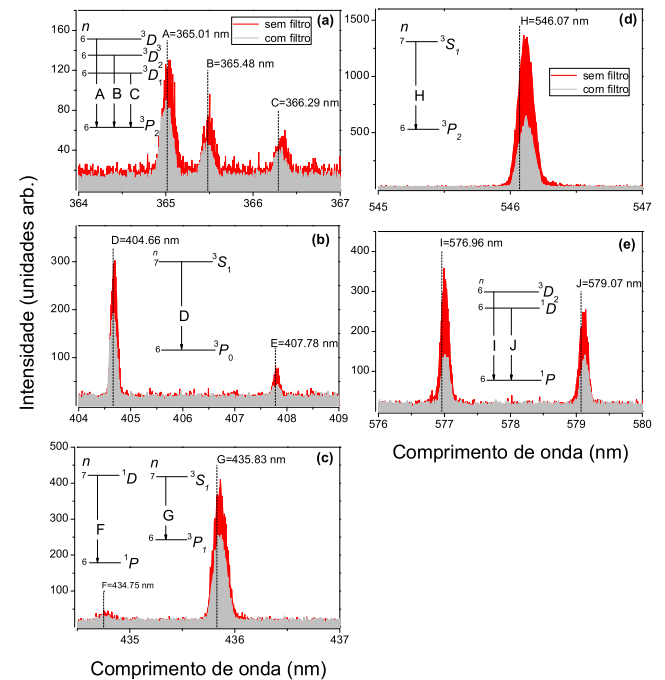 Intensidade (unidades arb.)
(a)
sem filtro
com filtro
A=365.01 nm
B=365.48 nm
C=366.29 nm
n
6 ³D₃
6 ³D₂
6 ³D₁
A B C
6 ³P₂
160
120
80
40
364 365 366 367
(b)
D=404.66 nm
E=407.78 nm
n
7 ³S₁
D
6 ³P₀
300
200
100
404 405 406 407 408 409
(c)
G=435.83 nm
F=434.75 nm
n
7 ¹D
F
6 ¹P
n
7 ³S₁
G
6 ³P₁
500
400
300
200
100
435 436 437
Comprimento de onda (nm)
(d)
H=546.07 nm
sem filtro
com filtro
n
7 ³S₁
H
6 ³P₂
1500
1000
500
545 546 547
(e)
I=576.96 nm
J=579.07 nm
n
6 ³D₂
6 ¹D
I J
6 ¹P
400
300
200
100
576 577 578 579 580
Comprimento de onda (nm)